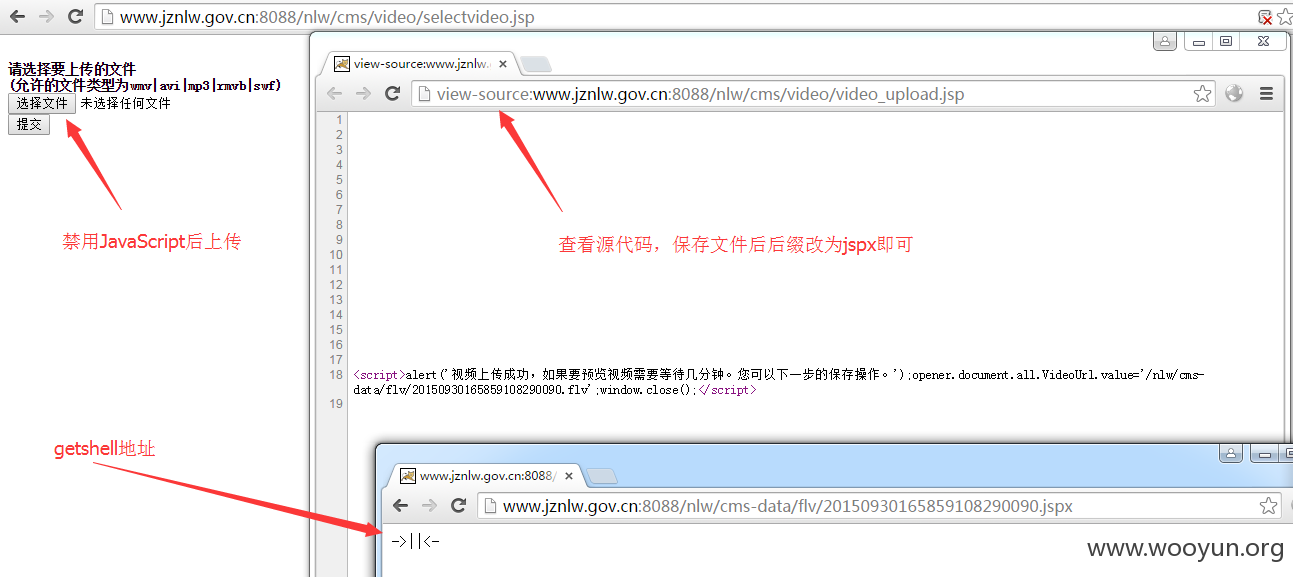 www.jznlw.gov.cn:8088/nlw/cms/video/selectvideo.jsp
请选择要上传的文件
(允许的文件类型为wmv|avi|mp3|rmvb|swf)
选择文件 未选择任何文件
提交
禁用JavaScript后上传
view-source:www.jznlw.
view-source:www.jznlw.gov.cn:8088/nlw/cms/video/video_upload.jsp
1
2
3
4
5
6
7
8
9
10
11
12
13
14
15
16
17
18 <script>alert('视频上传成功，如果要预览视频需要等待几分钟。您可以下一步的保存操作。');opener.document.all.VideoUrl.value='/nlw/cms-
data/flv/20150930165859108290090.flv';window.close();</script>
19
查看源代码，保存文件后后缀改为jspx即可
getshell地址
www.jznlw.gov.cn:8088/
www.jznlw.gov.cn:8088/nlw/cms-data/flv/20150930165859108290090.jspx
->||<-
www.wooyun.org